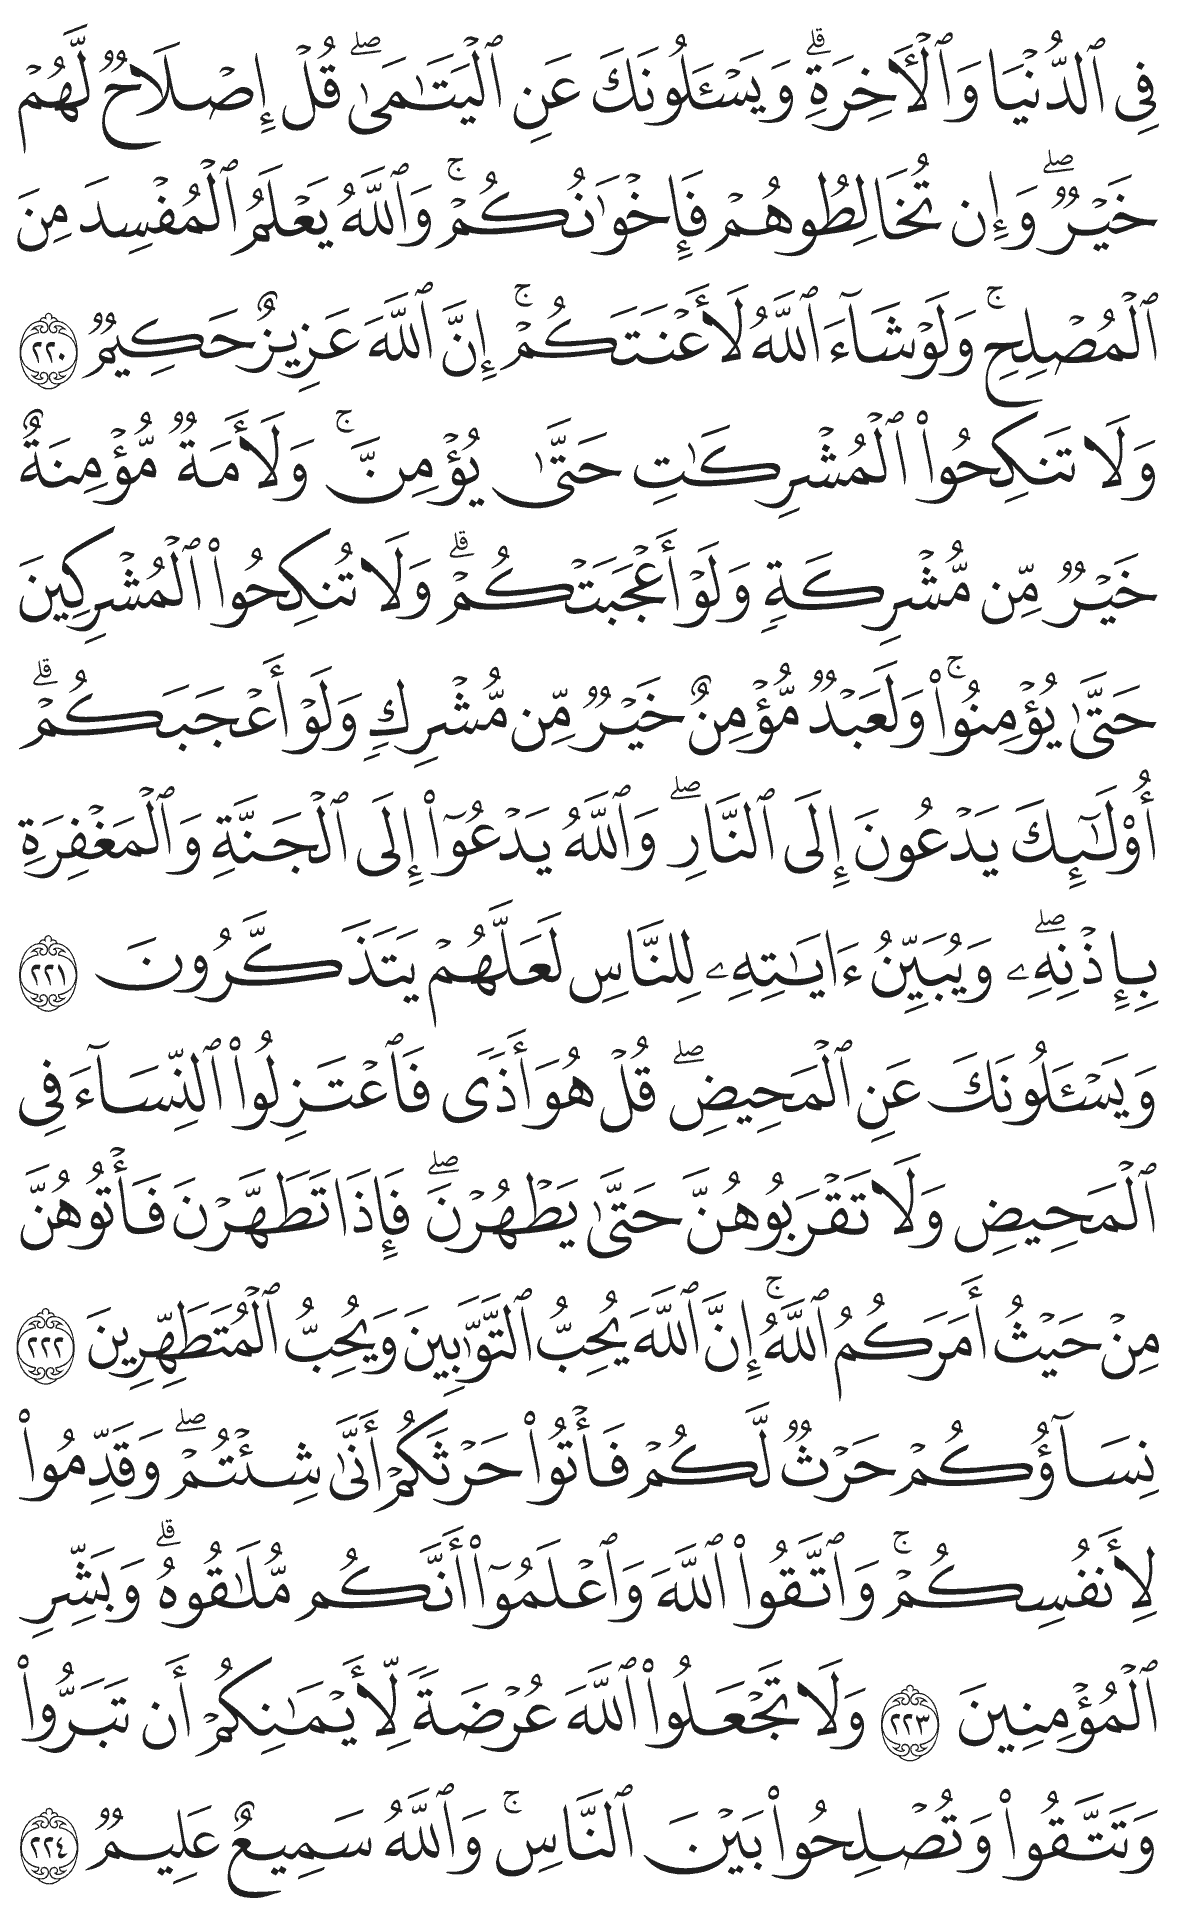 فِى ٱلدُّنْيَا وَٱلْـَٔاخِرَةِ ۗ وَيَسْـَٔلُونَكَ عَنِ ٱلْيَتَـٰمَىٰ ۖ قُلْ إِصْلَاحٌ لَّهُمْ
خَيْرٌ ۖ وَإِن تُخَالِطُوهُمْ فَإِخْوَٰنُكُمْ ۚ وَٱللَّهُ يَعْلَمُ ٱلْمُفْسِدَ مِنَ
ٱلْمُصْلِحِ ۚ وَلَوْ شَآءَ ٱللَّهُ لَأَعْنَتَكُمْ ۚ إِنَّ ٱللَّهَ عَزِيزٌ حَكِيمٌ ٢٢٠
وَلَا تَنكِحُوا۟ ٱلْمُشْرِكَـٰتِ حَتَّىٰ يُؤْمِنَّ ۚ وَلَأَمَةٌ مُّؤْمِنَةٌ
خَيْرٌ مِّن مُّشْرِكَةٍ وَلَوْ أَعْجَبَتْكُمْ ۗ وَلَا تُنكِحُوا۟ ٱلْمُشْرِكِينَ
حَتَّىٰ يُؤْمِنُوا۟ ۚ وَلَعَبْدٌ مُّؤْمِنٌ خَيْرٌ مِّن مُّشْرِكٍ وَلَوْ أَعْجَبَكُمْ ۗ
أُو۟لَـٰٓئِكَ يَدْعُونَ إِلَى ٱلنَّارِ ۖ وَٱللَّهُ يَدْعُوٓا۟ إِلَى ٱلْجَنَّةِ وَٱلْمَغْفِرَةِ
بِإِذْنِهِۦ ۖ وَيُبَيِّنُ ءَايَـٰتِهِۦ لِلنَّاسِ لَعَلَّهُمْ يَتَذَكَّرُونَ ٢٢١
وَيَسْـَٔلُونَكَ عَنِ ٱلْمَحِيضِ ۖ قُلْ هُوَ أَذًى فَٱعْتَزِلُوا۟ ٱلنِّسَآءَ فِى
ٱلْمَحِيضِ وَلَا تَقْرَبُوهُنَّ حَتَّىٰ يَطْهُرْنَ ۖ فَإِذَا تَطَهَّرْنَ فَأْتُوهُنَّ
مِنْ حَيْثُ أَمَرَكُمُ ٱللَّهُ ۚ إِنَّ ٱللَّهَ يُحِبُّ ٱلتَّوَّٰبِينَ وَيُحِبُّ ٱلْمُتَطَهِّرِينَ ٢٢٢
نِسَآؤُكُمْ حَرْثٌ لَّكُمْ فَأْتُوا۟ حَرْثَكُمْ أَنَّىٰ شِئْتُمْ ۖ وَقَدِّمُوا۟
لِأَنفُسِكُمْ ۚ وَٱتَّقُوا۟ ٱللَّهَ وَٱعْلَمُوٓا۟ أَنَّكُم مُّلَـٰقُوهُ ۗ وَبَشِّرِ
ٱلْمُؤْمِنِينَ ٢٢٣ وَلَا تَجْعَلُوا۟ ٱللَّهَ عُرْضَةً لِّأَيْمَـٰنِكُمْ أَن تَبَرُّوا۟
وَتَتَّقُوا۟ وَتُصْلِحُوا۟ بَيْنَ ٱلنَّاسِ ۚ وَٱللَّهُ سَمِيعٌ عَلِيمٌ ٢٢٤